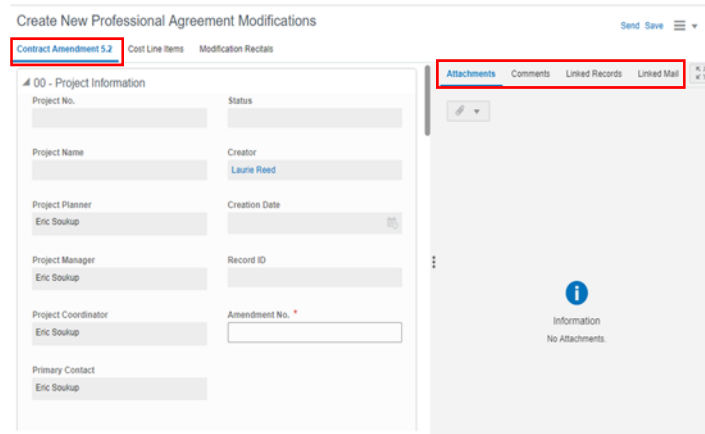 Create New Professional Agreement Modifications
Send Save
Contract Amendment 5.2 Cost Line Items Modification Recitals
Attachments Comments Linked Records Linked Mail
00 - Project Information
Project No. Status
Project Name Creator
Laurie Reed
Project Planner Creation Date
Eric Soukup
Project Manager Record ID
Eric Soukup
Project Coordinator Amendment No. *
Eric Soukup
Primary Contact
Eric Soukup
Information
No Attachments.